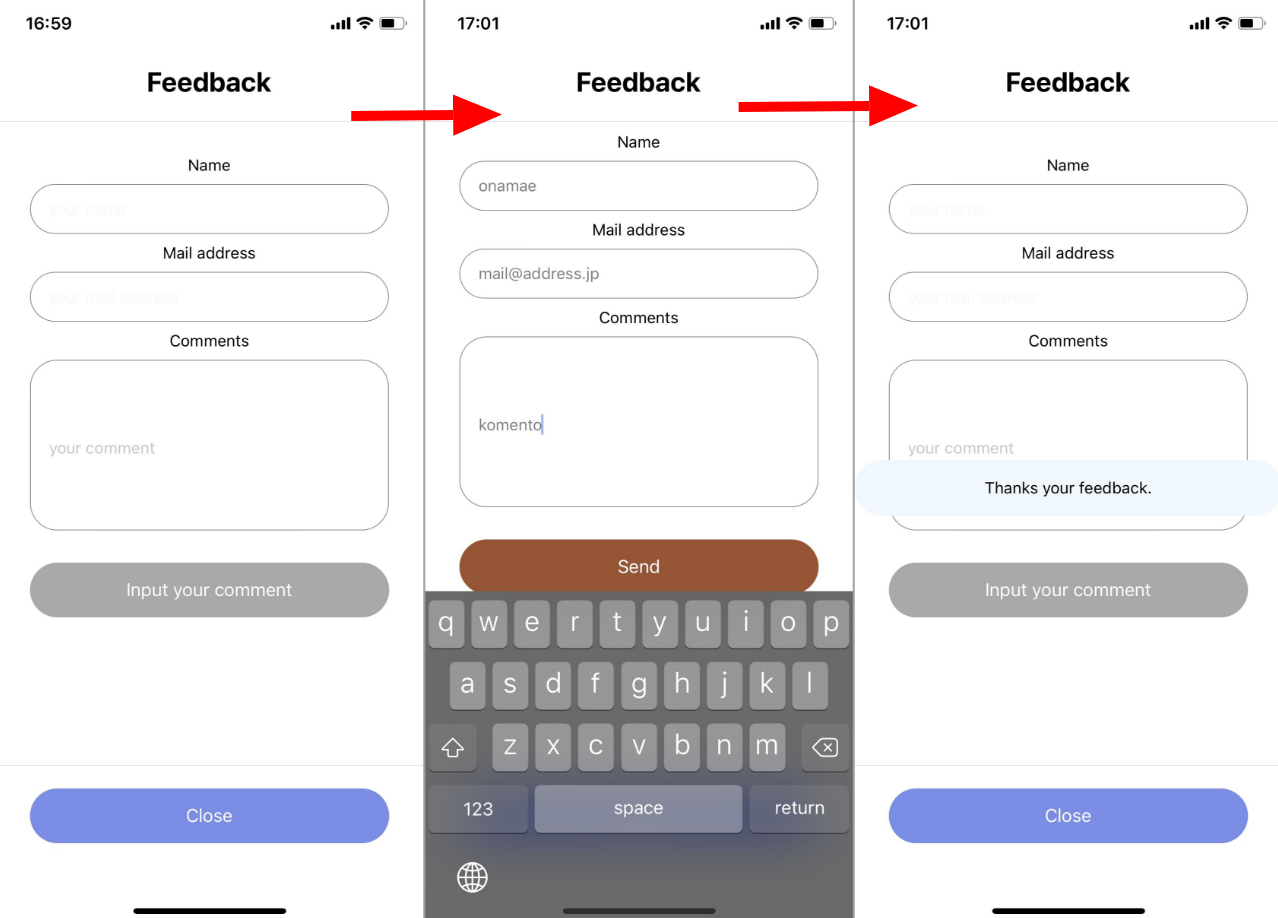 16:59
Feedback
Name
your name
Mail address
your mail address
Comments
your comment
Input your comment
Close
17:01
Feedback
Name
onamae
Mail address
mail@address.jp
Comments
komento
Send
q w e r t y u i o p
a s d f g h j k l
z x c v b n m
123 space return
17:01
Feedback
Name
your name
Mail address
your mail address
Comments
your comment
Thanks your feedback.
Input your comment
Close